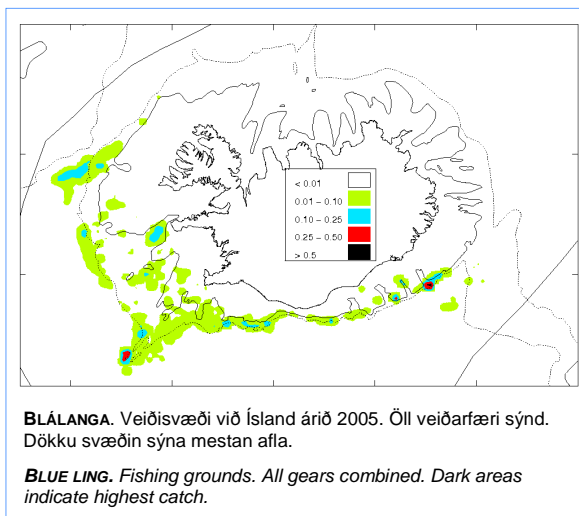 < 0.01
0.01 – 0.10
0.10 – 0.25
0.25 – 0.50
> 0.5
BLÁLANGA. Veiðisvæði við Ísland árið 2005. Öll veiðarfæri sýnd.
Dökku svæðin sýna mestan afla.
BLUE LING. Fishing grounds. All gears combined. Dark areas
indicate highest catch.